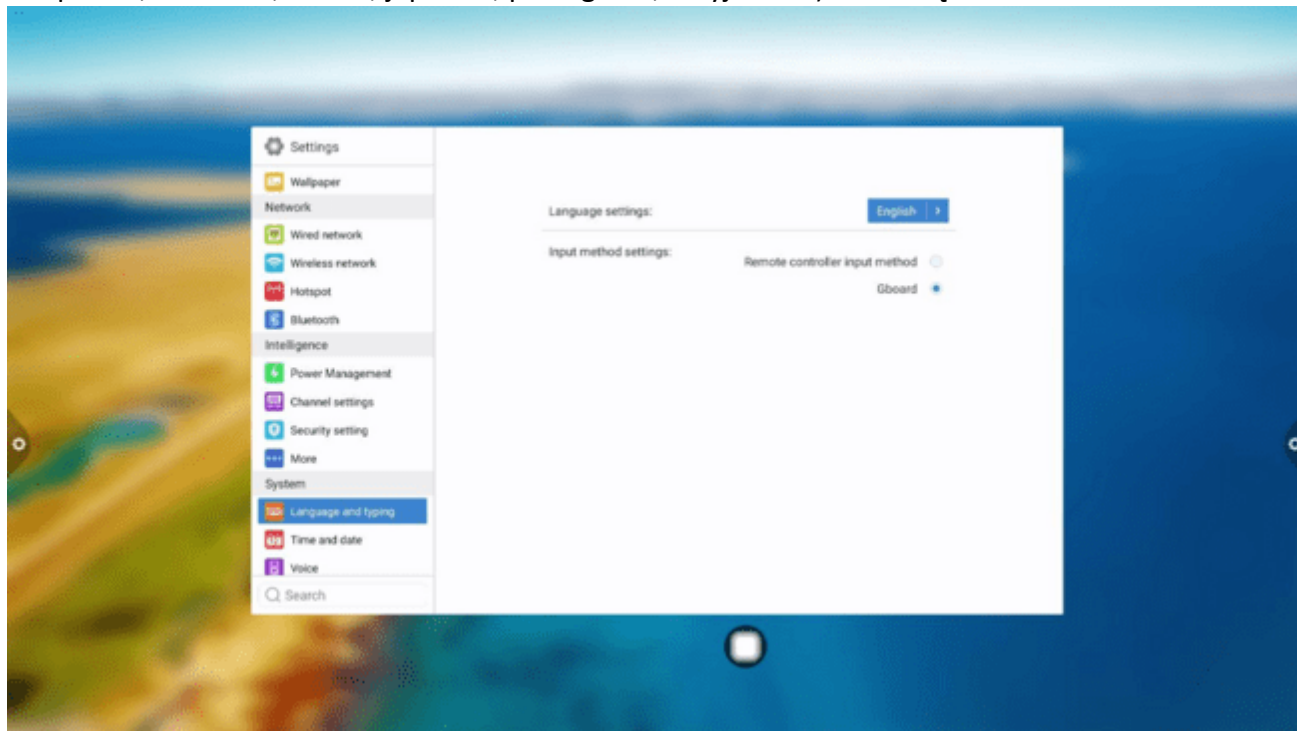 Settings
Wallpaper
Network
Wired network
Wireless network
Hotspot
Bluetooth
Intelligence
Power Management
Channel settings
Security setting
More
System
Language and typing
Time and date
Voice
Search
Language settings:
English
Input method settings:
Remote controller input method
Gboard